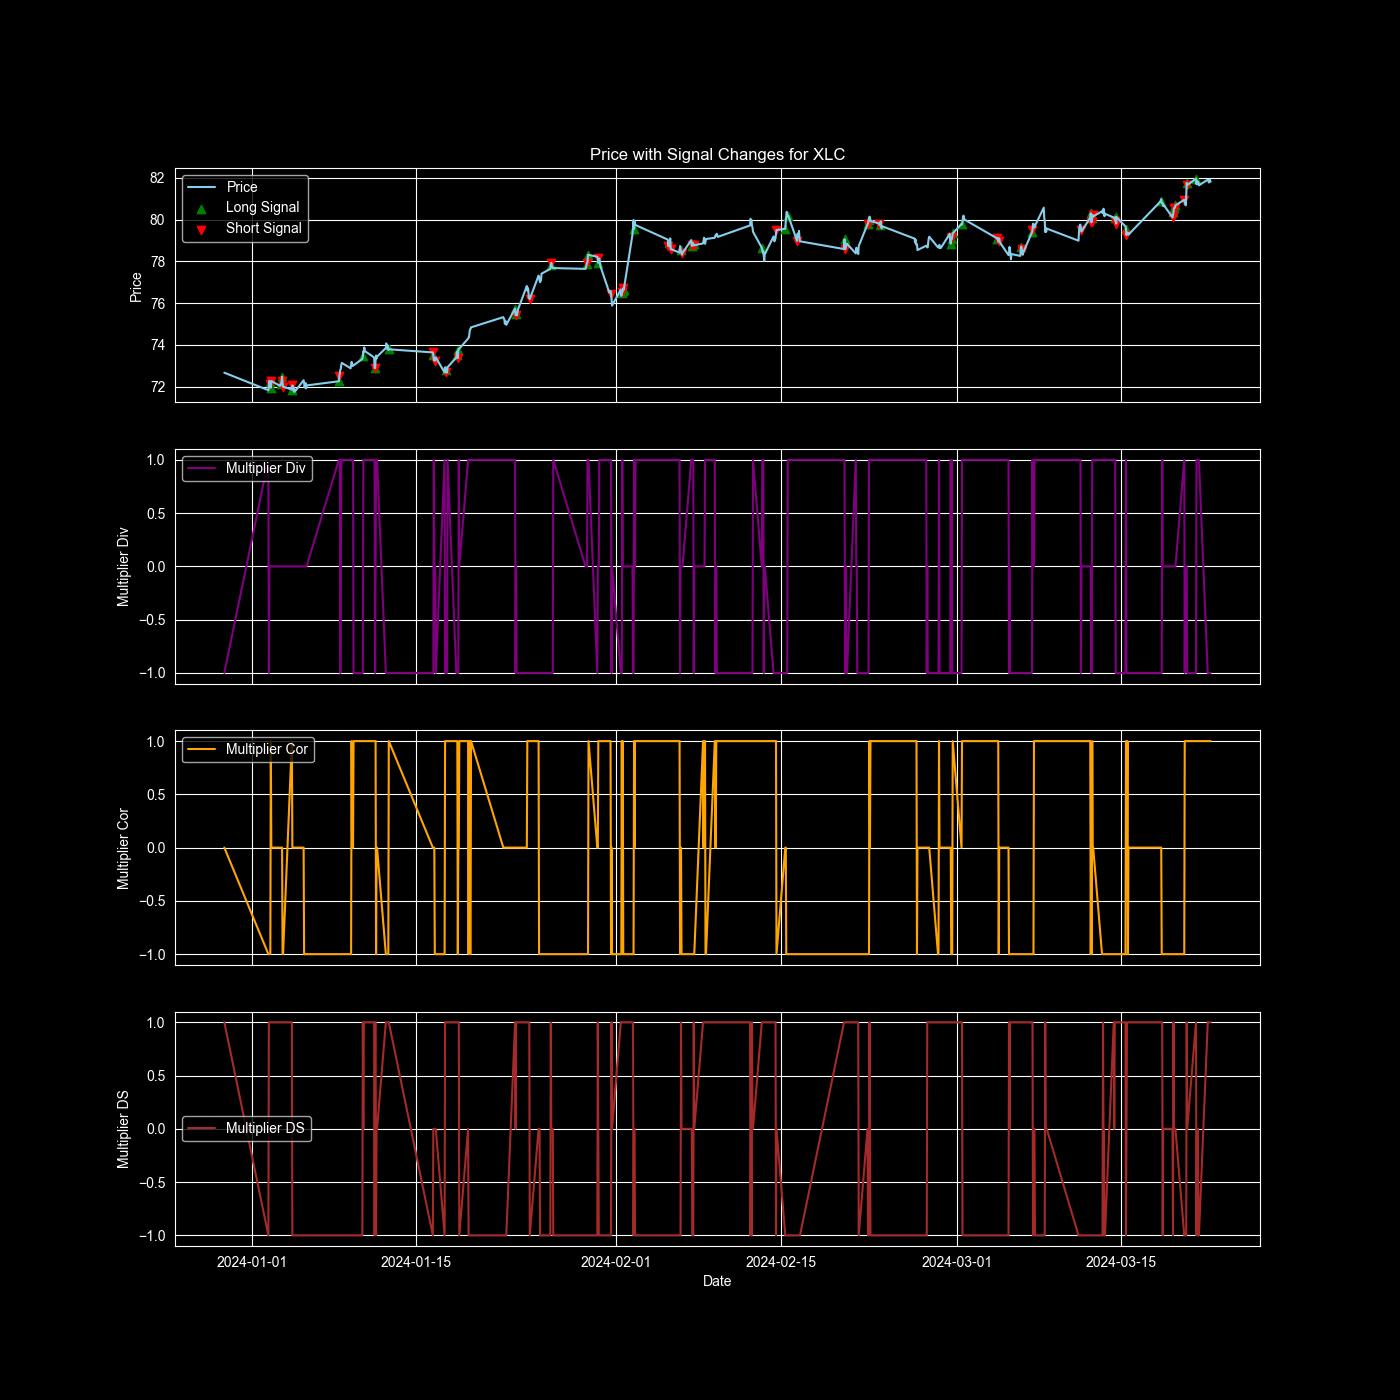 Price with Signal Changes for XLC
82
80
78
76
74
72
Price
Price
Long Signal
Short Signal
1.0
0.5
0.0
−0.5
−1.0
Multiplier Div
Multiplier Div
1.0
0.5
0.0
−0.5
−1.0
Multiplier Cor
Multiplier Cor
1.0
0.5
0.0
−0.5
−1.0
Multiplier DS
Multiplier DS
2024-01-01
2024-01-15
2024-02-01
2024-02-15
2024-03-01
2024-03-15
Date